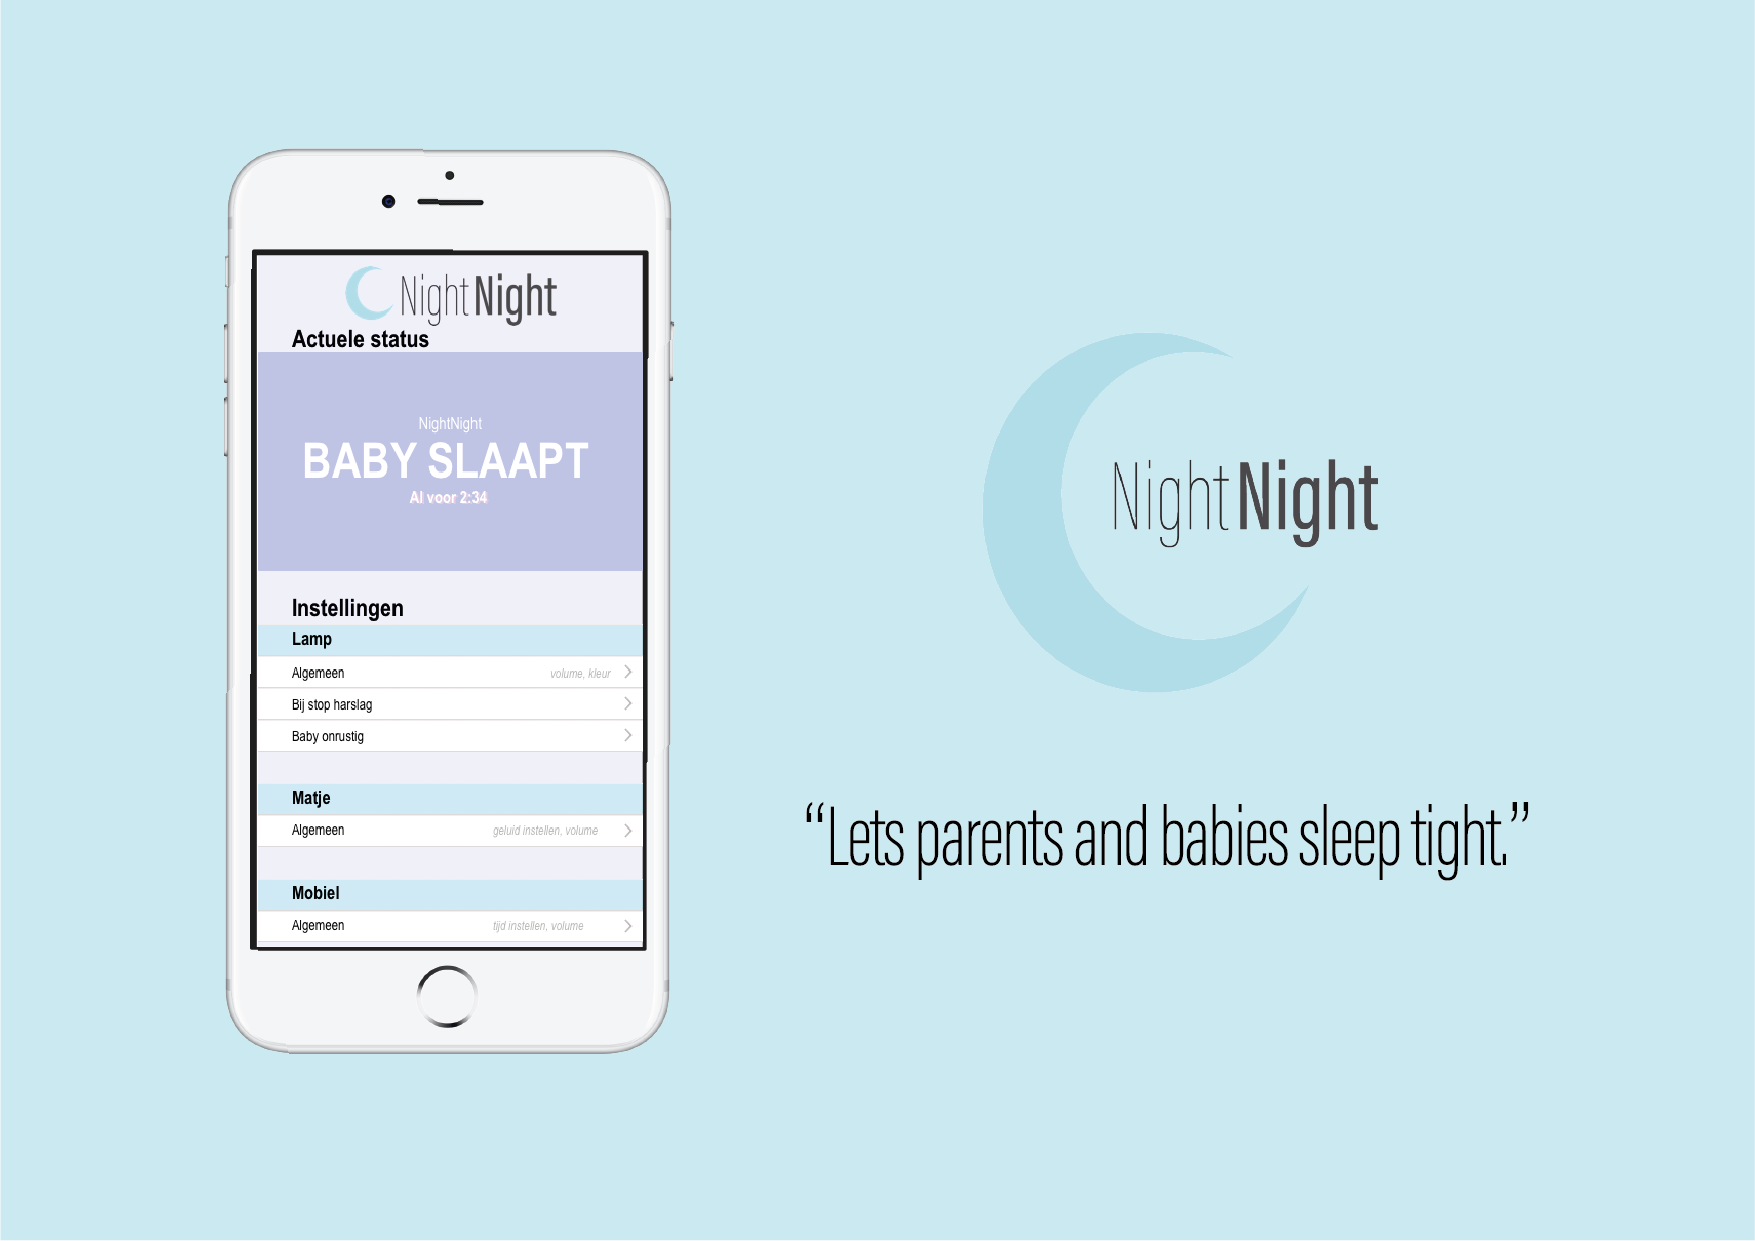 NightNight
Actuele status
NightNight
BABY SLAAPT
Al voor 2:34
Instellingen
Lamp
Algemeen volume, kleur
Bij stop harslag
Baby onrustig
Matje
Algemeen geluid instellen, volume
Mobiel
Algemeen tijd instellen, volume
NightNight
“Lets parents and babies sleep tight.”